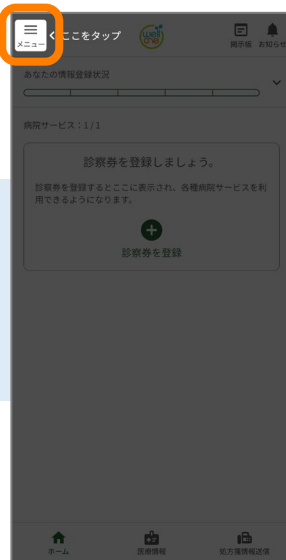 メニュー
ここをタップ
well
one
掲示板
お知らせ
あなたの情報登録状況
病院サービス：1/1
診察券を登録しましょう。
診察券を登録するとここに表示され、各種病院サービスを利
用できるようになります。
診察券を登録
ホーム
医療情報
処方箋情報送信